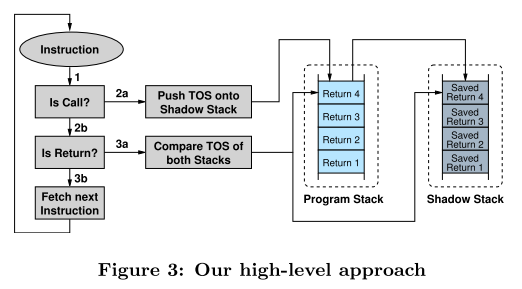 Instruction
1
Is Call?
2a
Push TOS onto
Shadow Stack
2b
Is Return?
3a
Compare TOS of
both Stacks
3b
Fetch next
Instruction
Return 4
Return 3
Return 2
Return 1
Program Stack
Saved
Return 4
Saved
Return 3
Saved
Return 2
Saved
Return 1
Shadow Stack
Figure 3: Our high-level approach